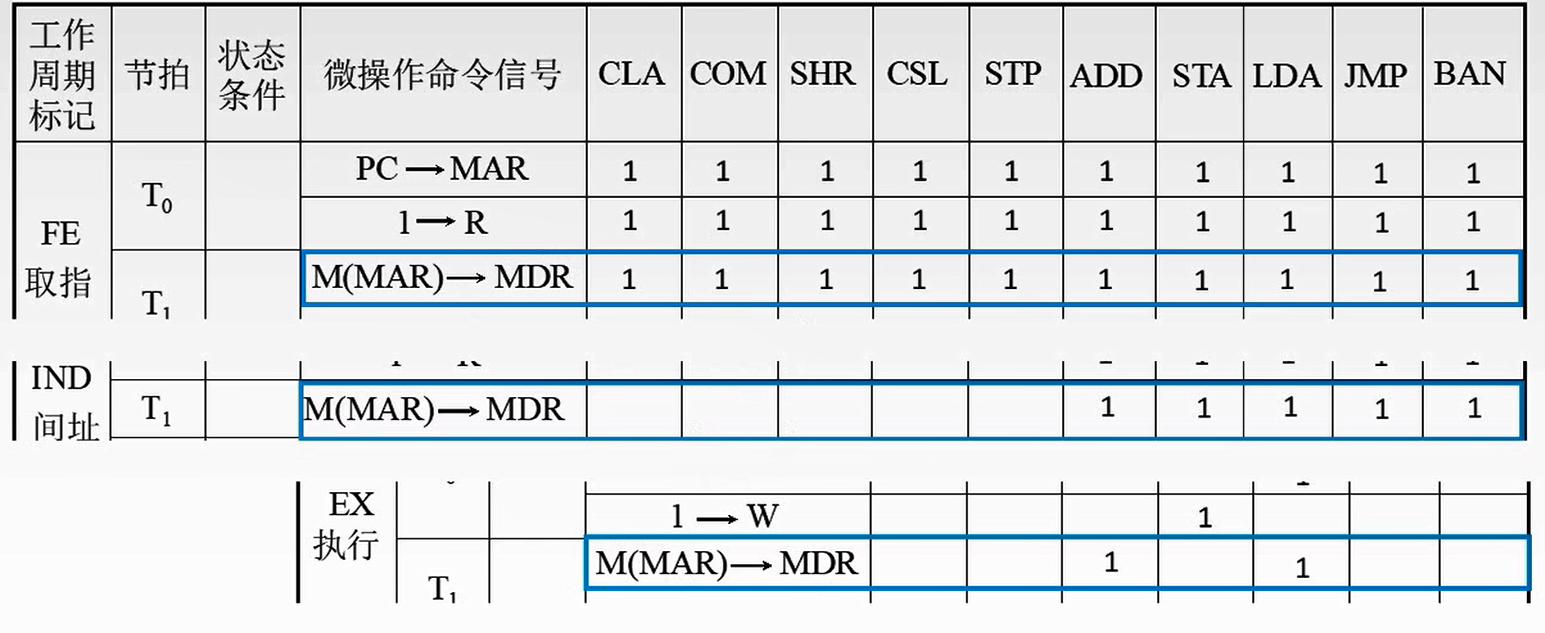 工作周期标记 节拍 状态条件 微操作命令信号 CLA COM SHR CSL STP ADD STA LDA JMP BAN
FE 取指 T₀ PC → MAR 1 1 1 1 1 1 1 1 1 1
1 → R 1 1 1 1 1 1 1 1 1 1
T₁ M(MAR) → MDR 1 1 1 1 1 1 1 1 1 1
IND 间址 T₁ M(MAR) → MDR 1 1 1 1 1
EX 执行 1 → W 1
T₁ M(MAR) → MDR 1 1